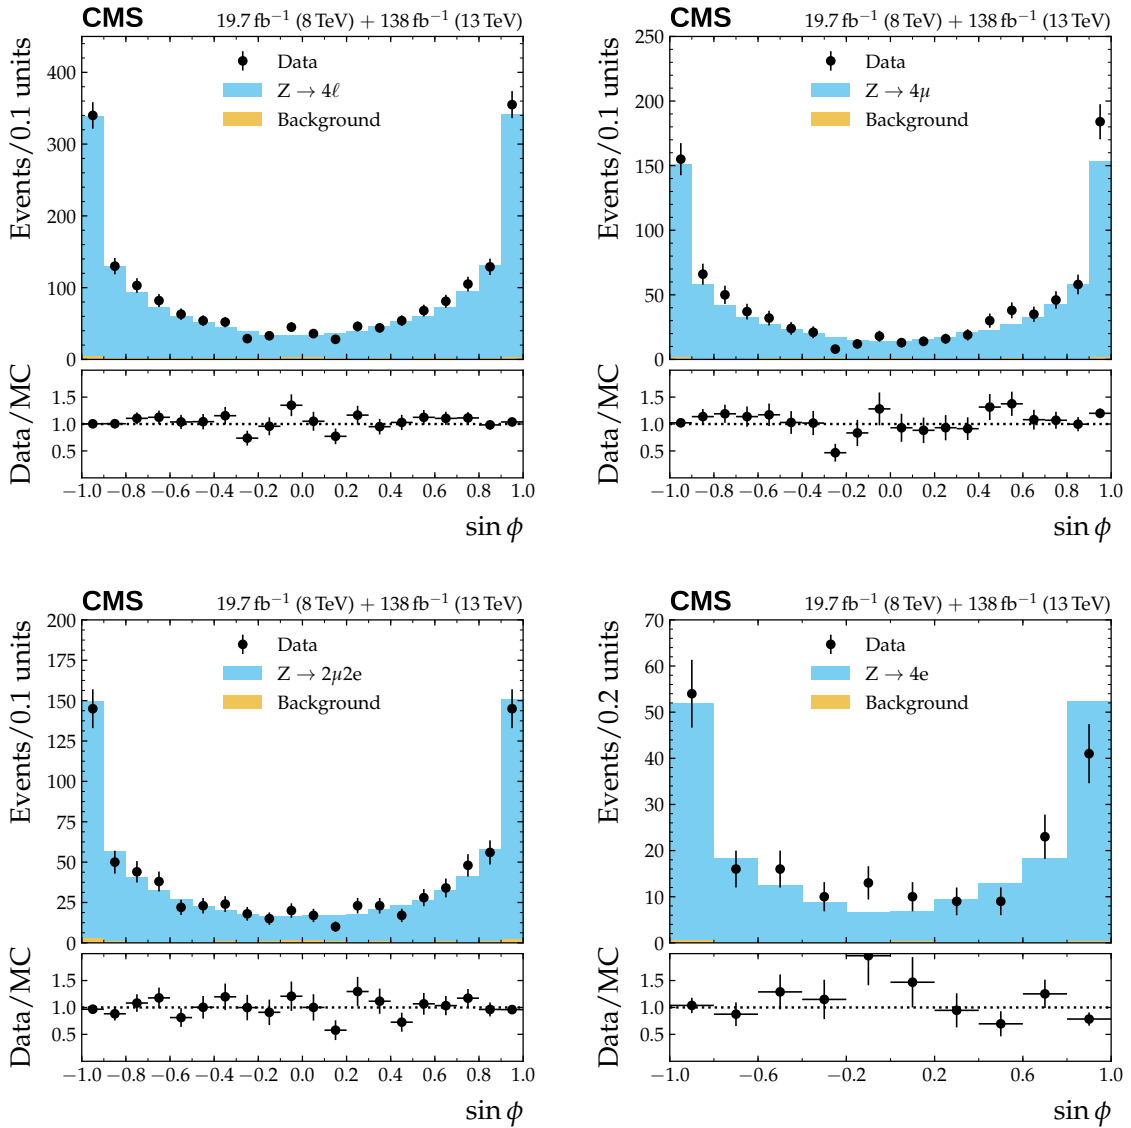 CMS 19.7 fb⁻¹ (8 TeV) + 138 fb⁻¹ (13 TeV)
Events / 0.1 units
400
300
200
100
0
Data
Z → 4ℓ
Background
Data / MC
1.5
1.0
0.5
−1.0 −0.8 −0.6 −0.4 −0.2 0.0 0.2 0.4 0.6 0.8 1.0
sin ϕ
CMS 19.7 fb⁻¹ (8 TeV) + 138 fb⁻¹ (13 TeV)
Events / 0.1 units
250
200
150
100
50
0
Data
Z → 4μ
Background
Data / MC
1.5
1.0
0.5
−1.0 −0.8 −0.6 −0.4 −0.2 0.0 0.2 0.4 0.6 0.8 1.0
sin ϕ
CMS 19.7 fb⁻¹ (8 TeV) + 138 fb⁻¹ (13 TeV)
Events / 0.1 units
200
175
150
125
100
75
50
25
0
Data
Z → 2μ2e
Background
Data / MC
1.5
1.0
0.5
−1.0 −0.8 −0.6 −0.4 −0.2 0.0 0.2 0.4 0.6 0.8 1.0
sin ϕ
CMS 19.7 fb⁻¹ (8 TeV) + 138 fb⁻¹ (13 TeV)
Events / 0.2 units
70
60
50
40
30
20
10
0
Data
Z → 4e
Background
Data / MC
1.5
1.0
0.5
−1.0 −0.6 −0.2 0.2 0.6 1.0
sin ϕ